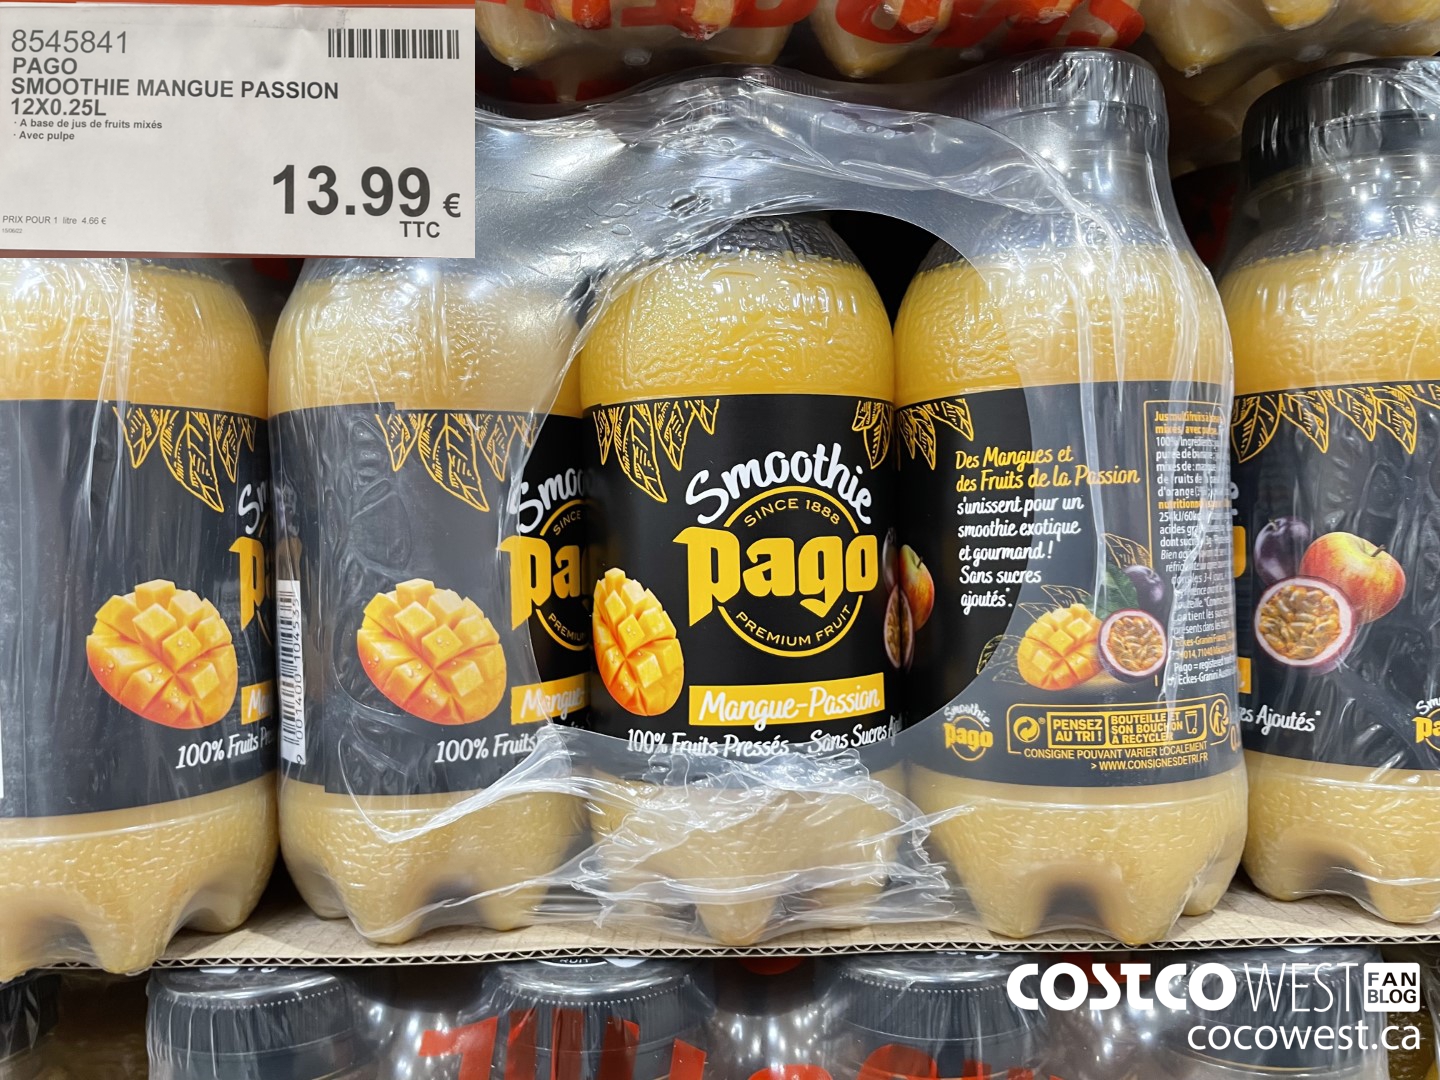 8545841
PAGO
SMOOTHIE MANGUE PASSION
12X0.25L
· A base de jus de fruits mixés
· Avec pulpe
13.99 €
TTC
PRIX POUR 1 litre 4.66 €
100% Fruits
100% Fruits
Mangue-
Smoothie
SINCE 1888
Pago
PREMIUM FRUIT
Mangue-Passion
100% Fruits Pressés - Sans Sucres
Des Mangues et
des Fruits de la Passion
s'unissent pour un
smoothie exotique
et gourmand !
Sans sucres
ajoutés*.
Smoothie
Pago
PENSEZ
AU TRI !
BOUTEILLE ET
SON BOUCHON
À RECYCLER
CONSIGNE POUVANT VARIER LOCALEMENT
> WWW.CONSIGNESDETRI.FR
Ajoutés*
COSTCO WEST FAN BLOG
cocowest.ca